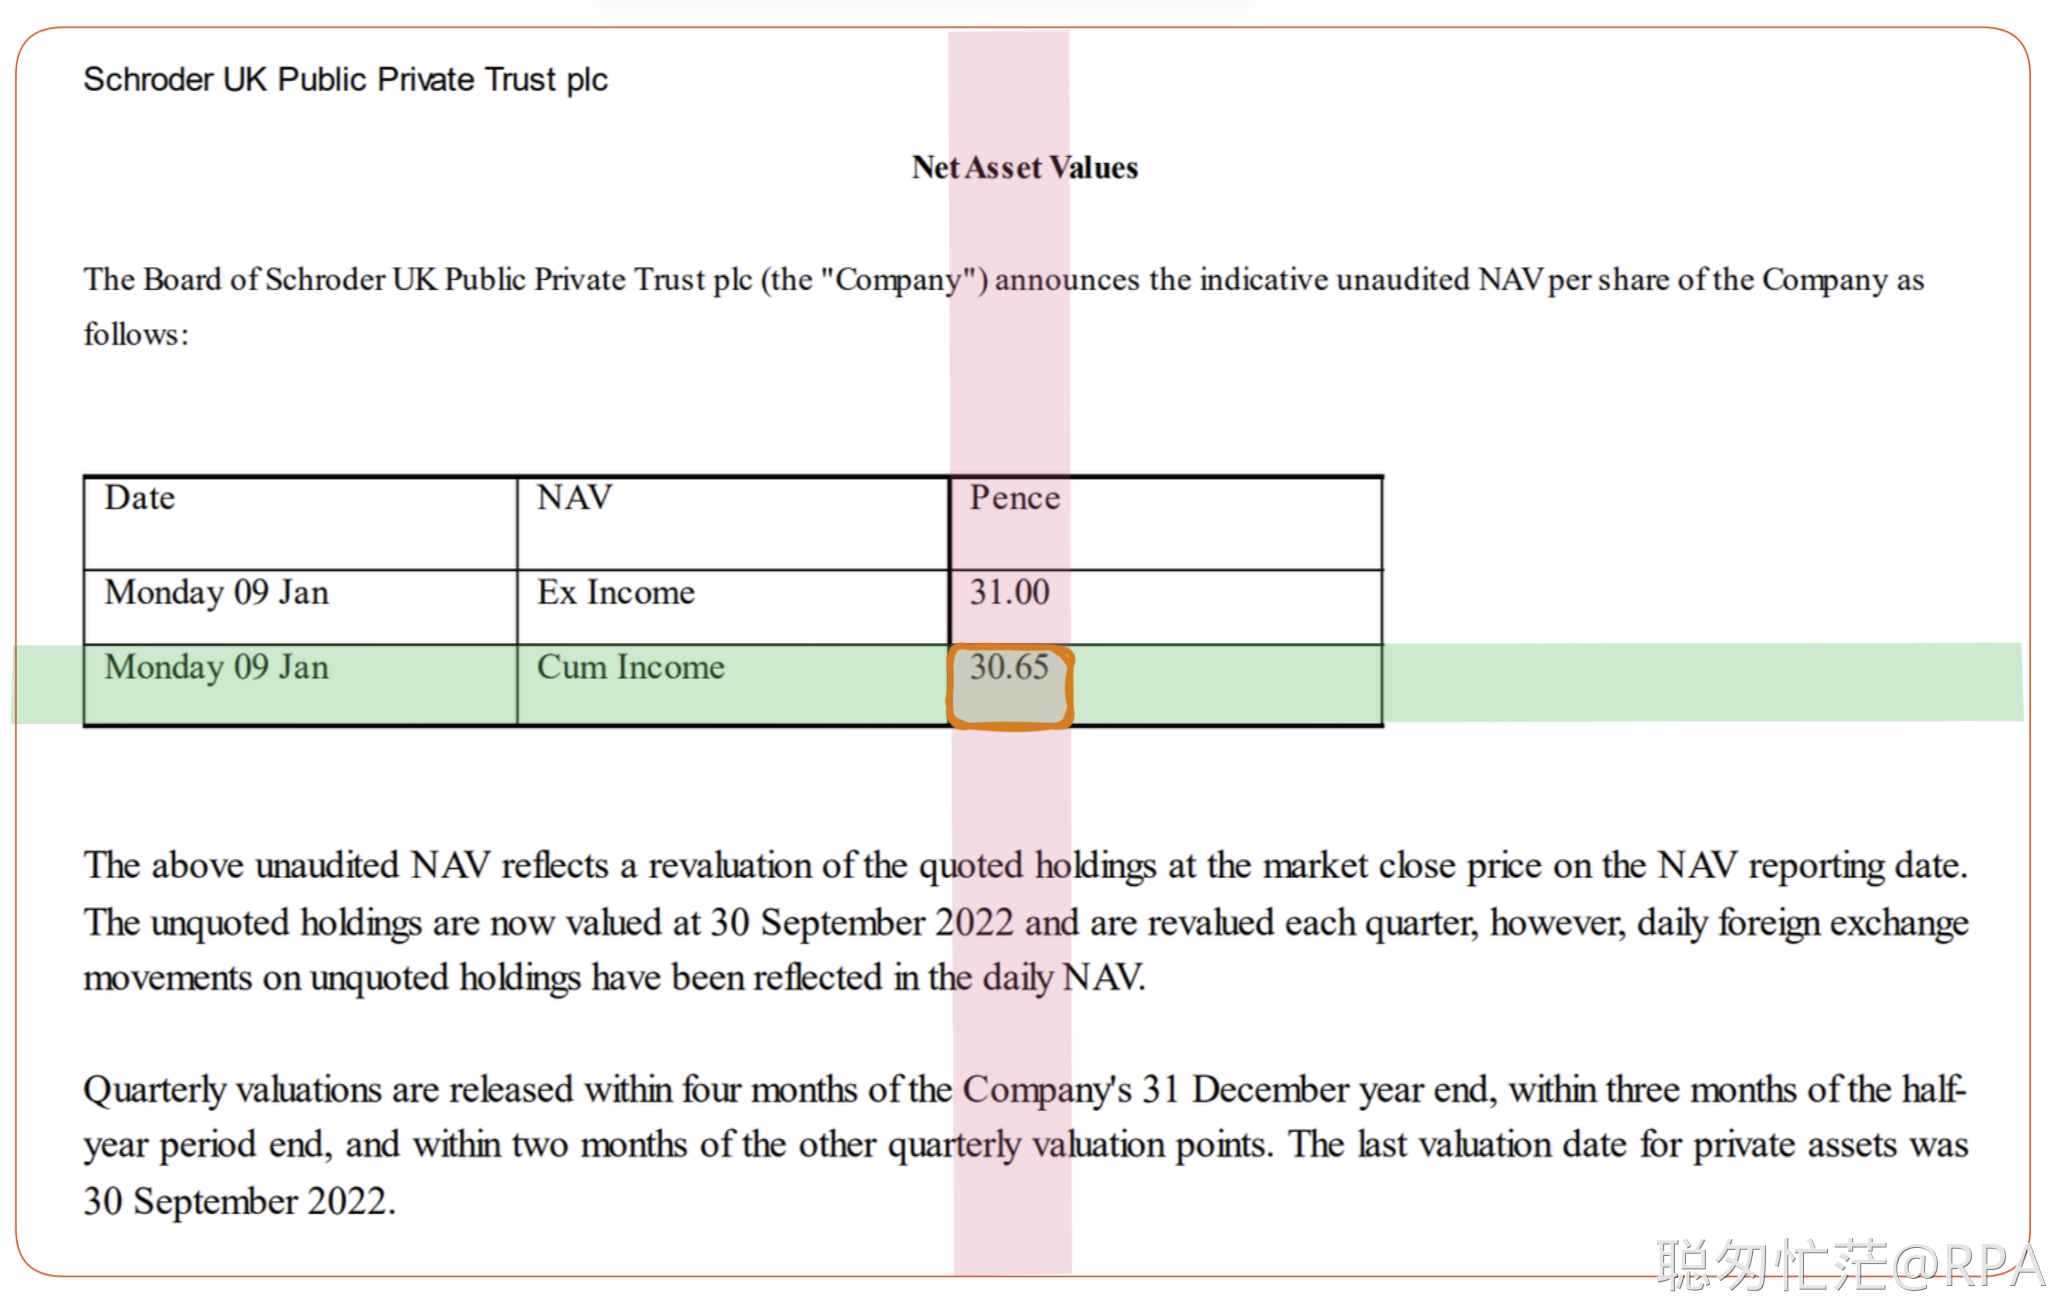 Schroder UK Public Private Trust plc
Net Asset Values
The Board of Schroder UK Public Private Trust plc (the "Company") announces the indicative unaudited NAV per share of the Company as
follows:
Date NAV Pence
Monday 09 Jan Ex Income 31.00
Monday 09 Jan Cum Income 30.65
The above unaudited NAV reflects a revaluation of the quoted holdings at the market close price on the NAV reporting date.
The unquoted holdings are now valued at 30 September 2022 and are revalued each quarter, however, daily foreign exchange
movements on unquoted holdings have been reflected in the daily NAV.
Quarterly valuations are released within four months of the Company's 31 December year end, within three months of the half-
year period end, and within two months of the other quarterly valuation points. The last valuation date for private assets was
30 September 2022.
聪匆忙茫@RPA